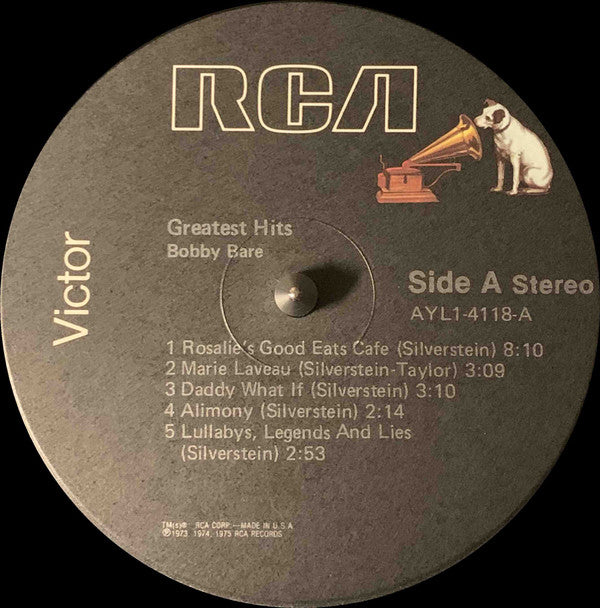 RCA
Victor
Greatest Hits
Bobby Bare
Side A Stereo
AYL1-4118-A
1 Rosalie's Good Eats Cafe (Silverstein) 8:10
2 Marie Laveau (Silverstein-Taylor) 3:09
3 Daddy What If (Silverstein) 3:10
4 Alimony (Silverstein) 2:14
5 Lullabys, Legends And Lies
(Silverstein) 2:53
TM(s)® RCA CORP.—MADE IN U.S.A
℗1973, 1974, 1975 RCA RECORDS